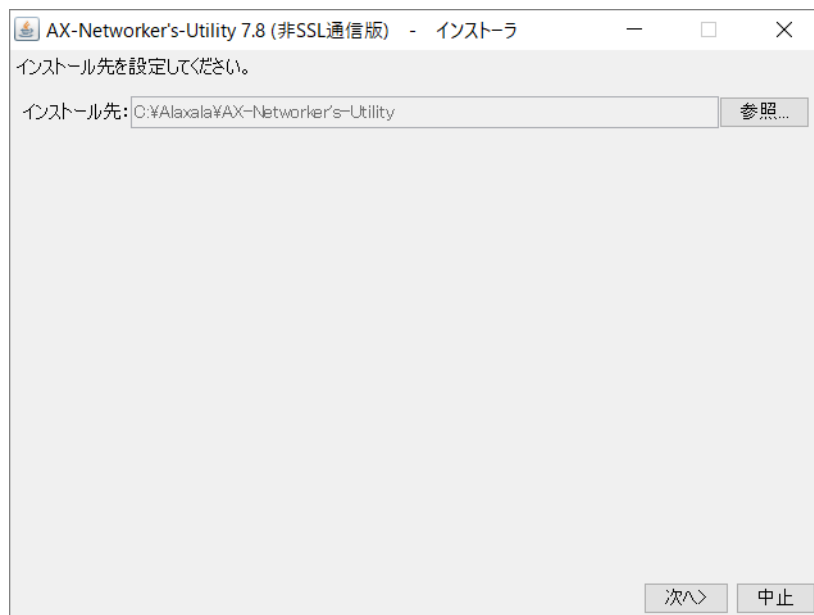 AX-Networker's-Utility 7.8 (非SSL通信版) - インストーラ
インストール先を設定してください。
インストール先: C:¥Alaxala¥AX-Networker's-Utility 参照...
次へ> 中止